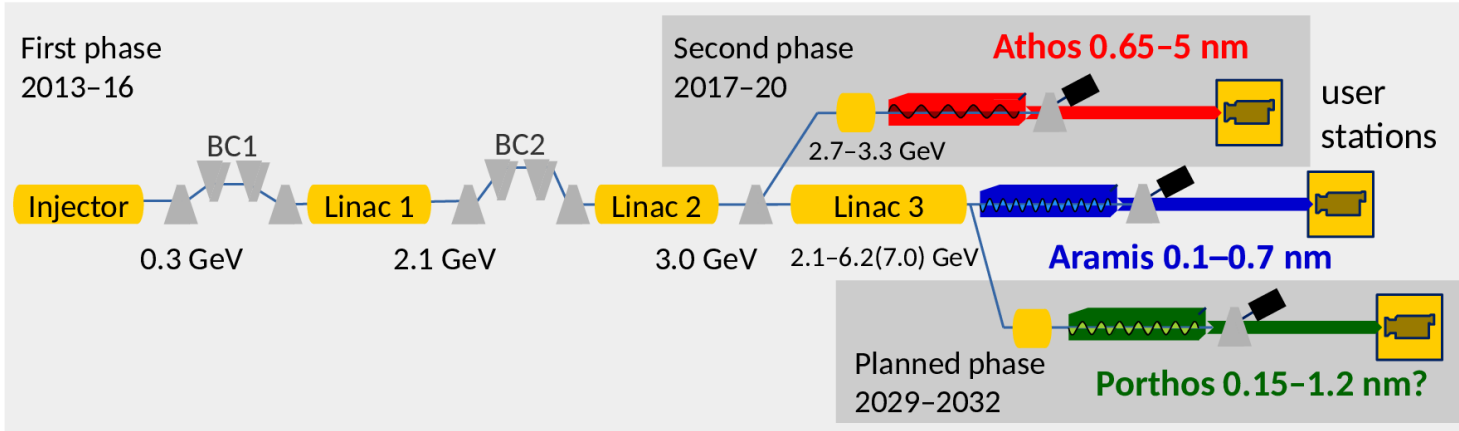 First phase
2013–16
Second phase
2017–20
Athos 0.65–5 nm
user
stations
2.7–3.3 GeV
BC1
BC2
Injector
Linac 1
Linac 2
Linac 3
0.3 GeV
2.1 GeV
3.0 GeV
2.1–6.2(7.0) GeV
Aramis 0.1–0.7 nm
Planned phase
2029–2032
Porthos 0.15–1.2 nm?